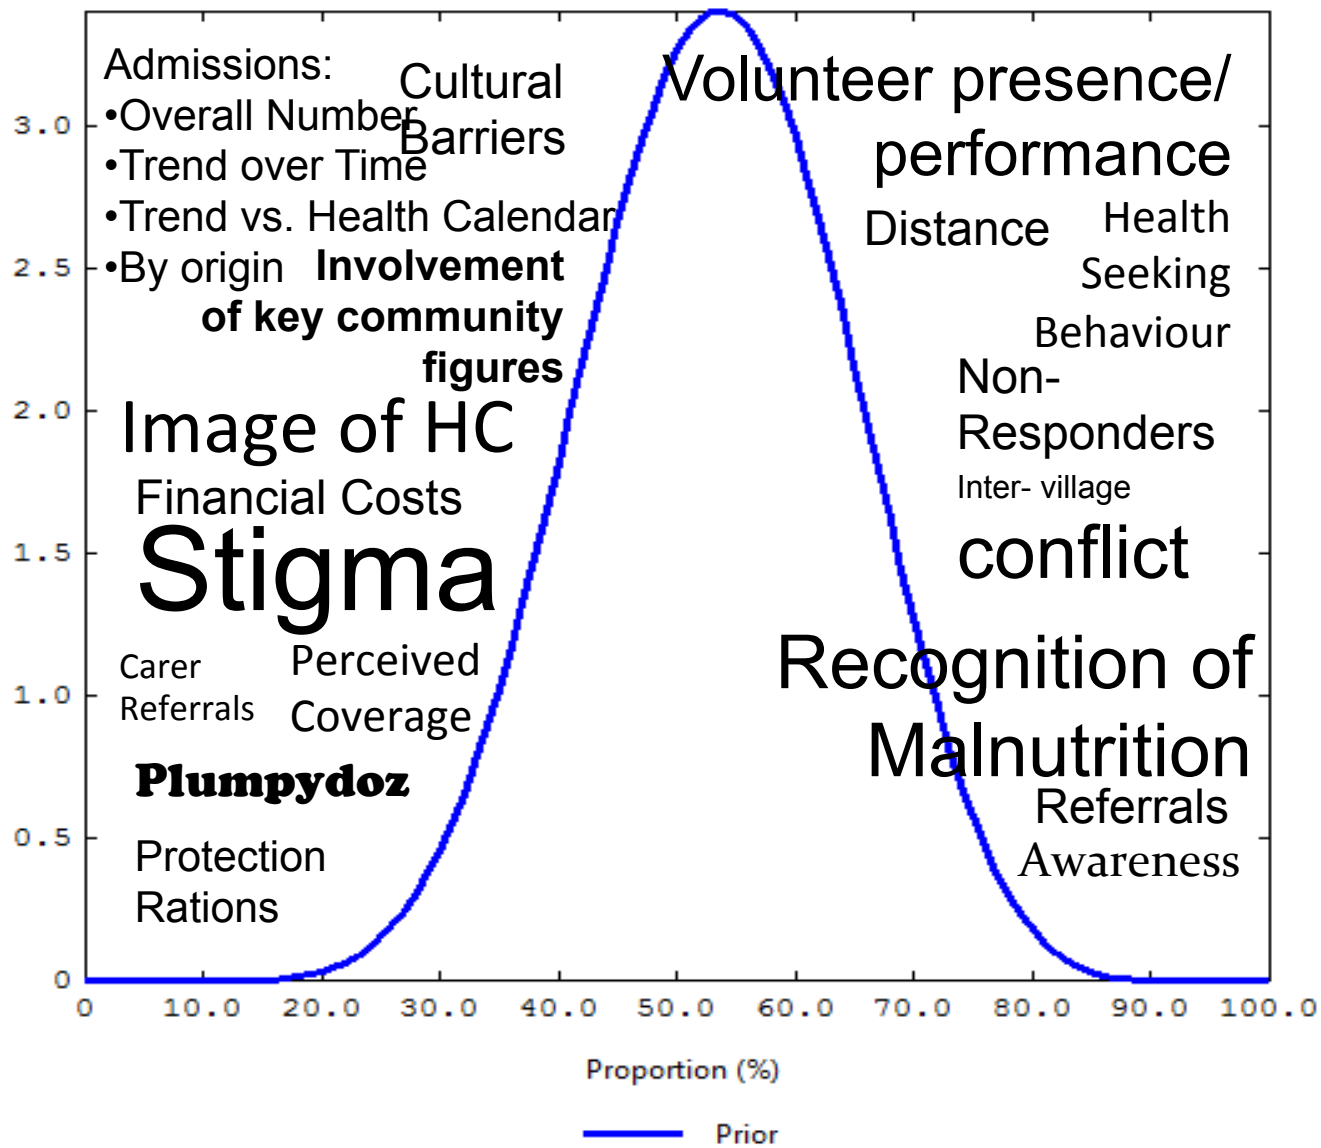 Admissions:
•Overall Number
•Trend over Time
•Trend vs. Health Calendar
•By origin
Cultural
Barriers
Involvement
of key community
figures
Image of HC
Financial Costs
Stigma
Carer
Referrals
Perceived
Coverage
Plumpydoz
Protection
Rations
Volunteer presence/
performance
Distance
Health
Seeking
Behaviour
Non-
Responders
Inter- village
conflict
Recognition of
Malnutrition
Referrals
Awareness
3.0
2.5
2.0
1.5
1.0
0.5
0
0 10.0 20.0 30.0 40.0 50.0 60.0 70.0 80.0 90.0 100.0
Proportion (%)
Prior